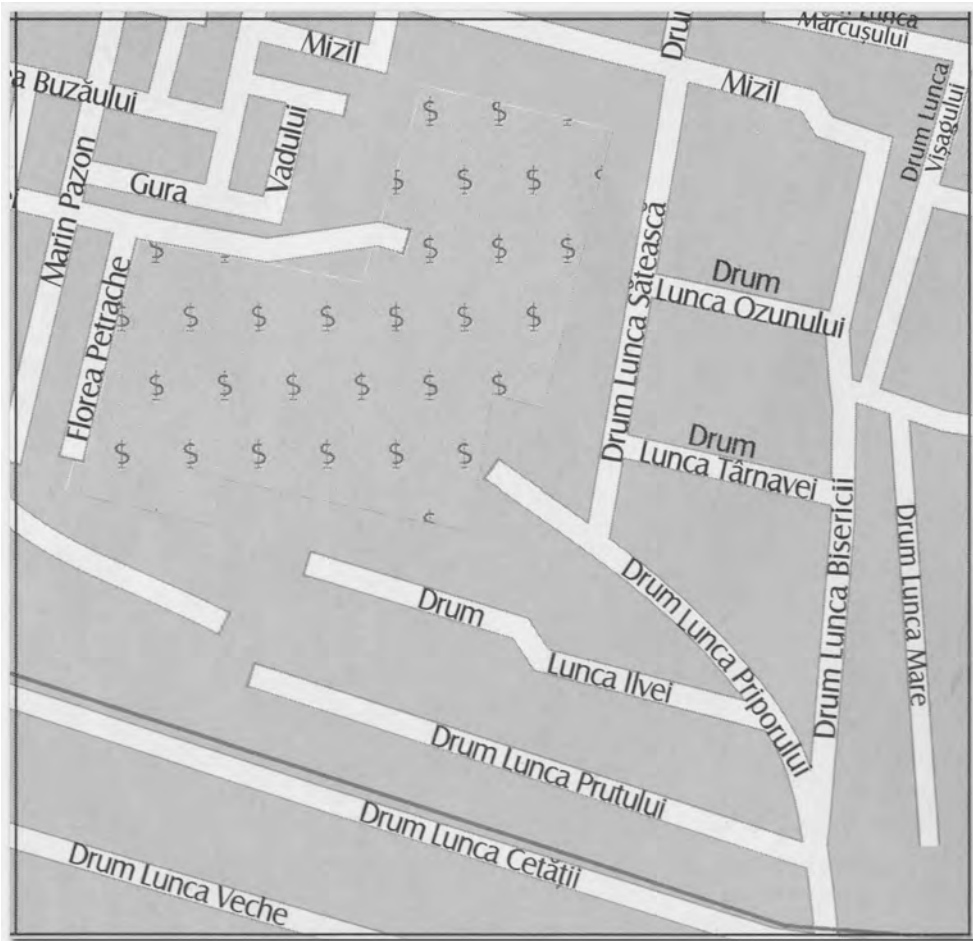 Lunca
Mărcușului
Mizil
Mizil
Buzăului
Vadului
Gura
Marin Pazon
Florea Petrache
Drum Lunca
Vișagului
Drum Lunca Sătească
Drum
Lunca Ozunului
Drum
Lunca Târnavei
Drum Lunca Bisericii
Drum Lunca Mare
Drum Lunca Priporului
Drum
Lunca Ilvei
Drum Lunca Prutului
Drum Lunca Cetății
Drum Lunca Veche